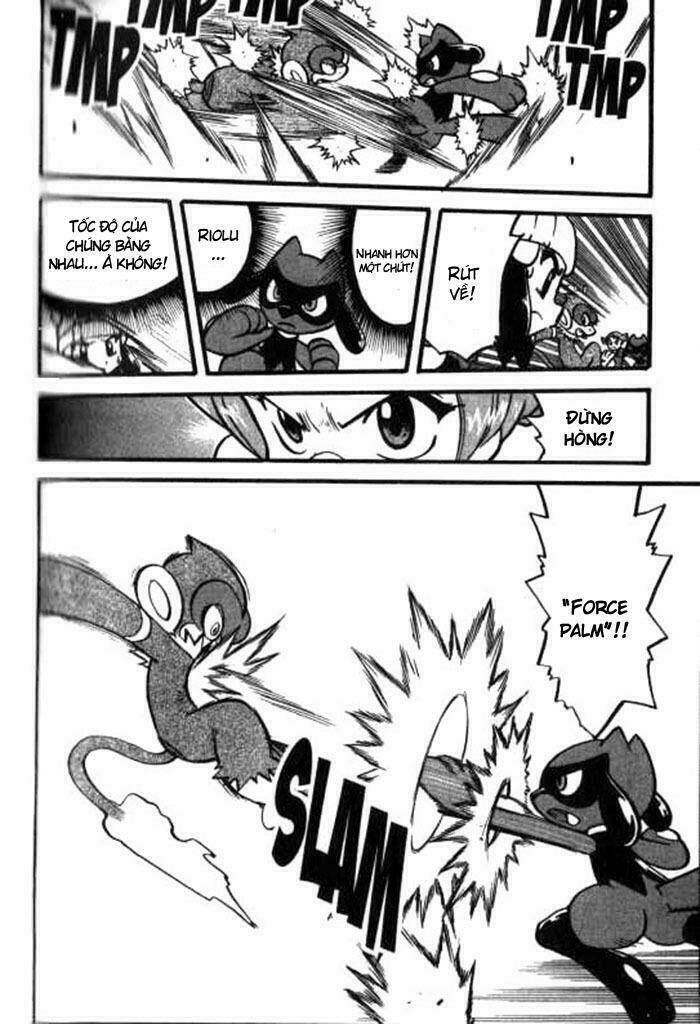 TMP
TMP
TMP
TMP
TỐC ĐỘ CỦA
CHÚNG BẰNG
NHAU... À KHÔNG!
RIOLU
...
NHANH HƠN
MỘT CHÚT!
RÚT
VỀ!
ĐỪNG
HÒNG!
"FORCE
PALM"!!
SLAM